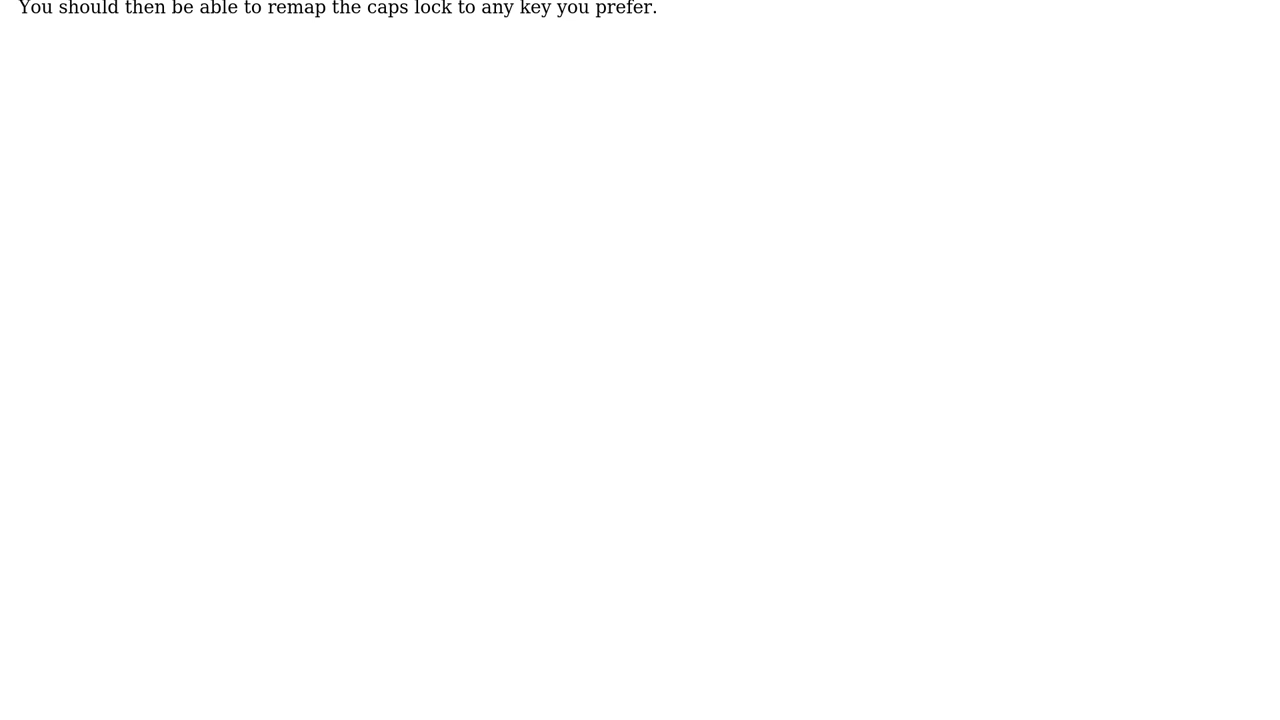 You should then be able to remap the caps lock to any key you prefer.